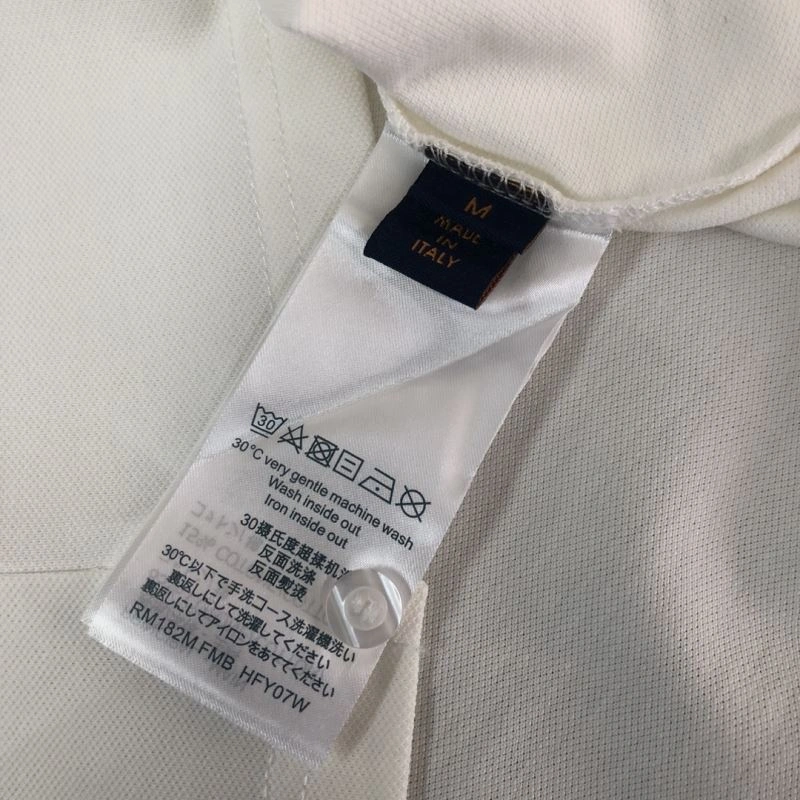 M
MADE
IN
ITALY
30
30°C very gentle machine wash
Wash inside out
Iron inside out
30摄氏度超揉机
反面洗涤
反面熨烫
30℃以下で手洗コース洗濯機洗い
裏返しにして洗濯してください
裏返しにしてアイロンをあててください
RM182M FMB HFY07W